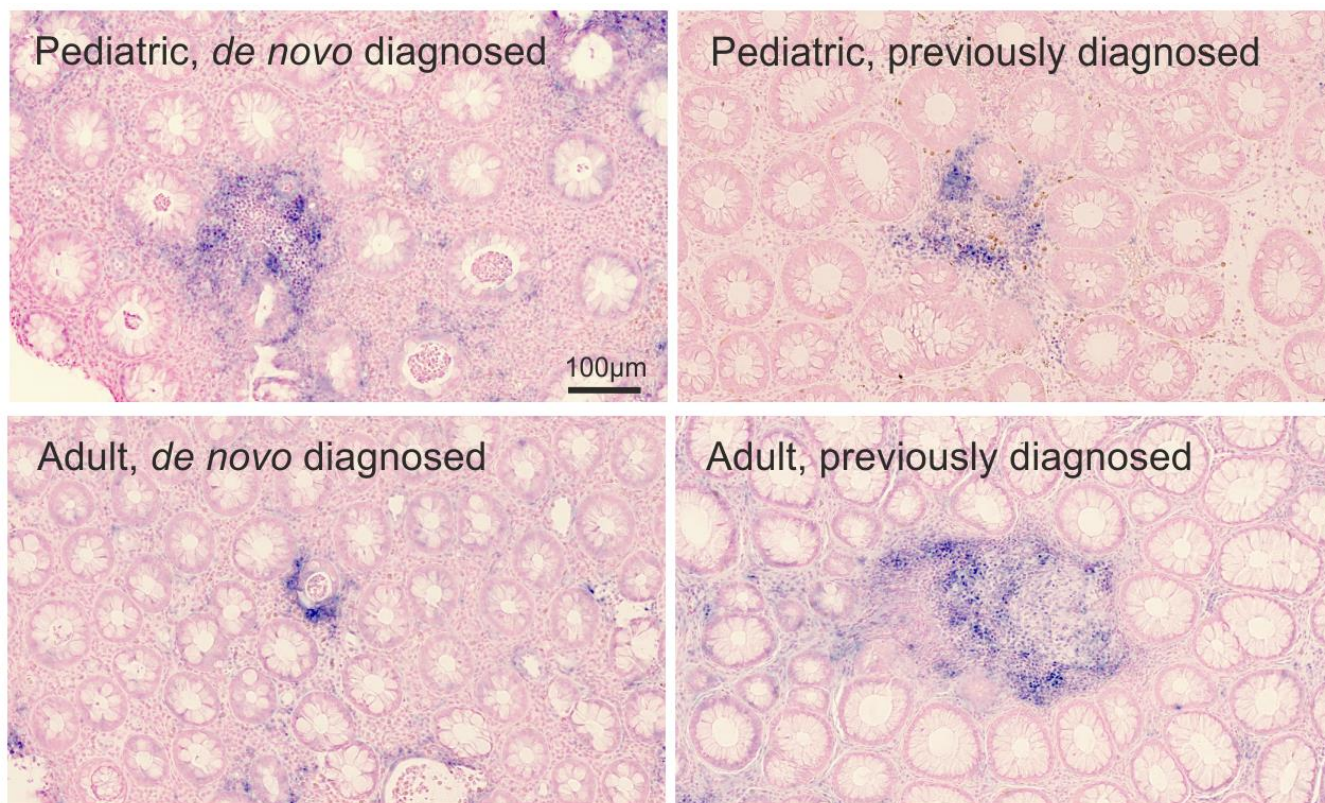 Pediatric, de novo diagnosed
Pediatric, previously diagnosed
100µm
Adult, de novo diagnosed
Adult, previously diagnosed